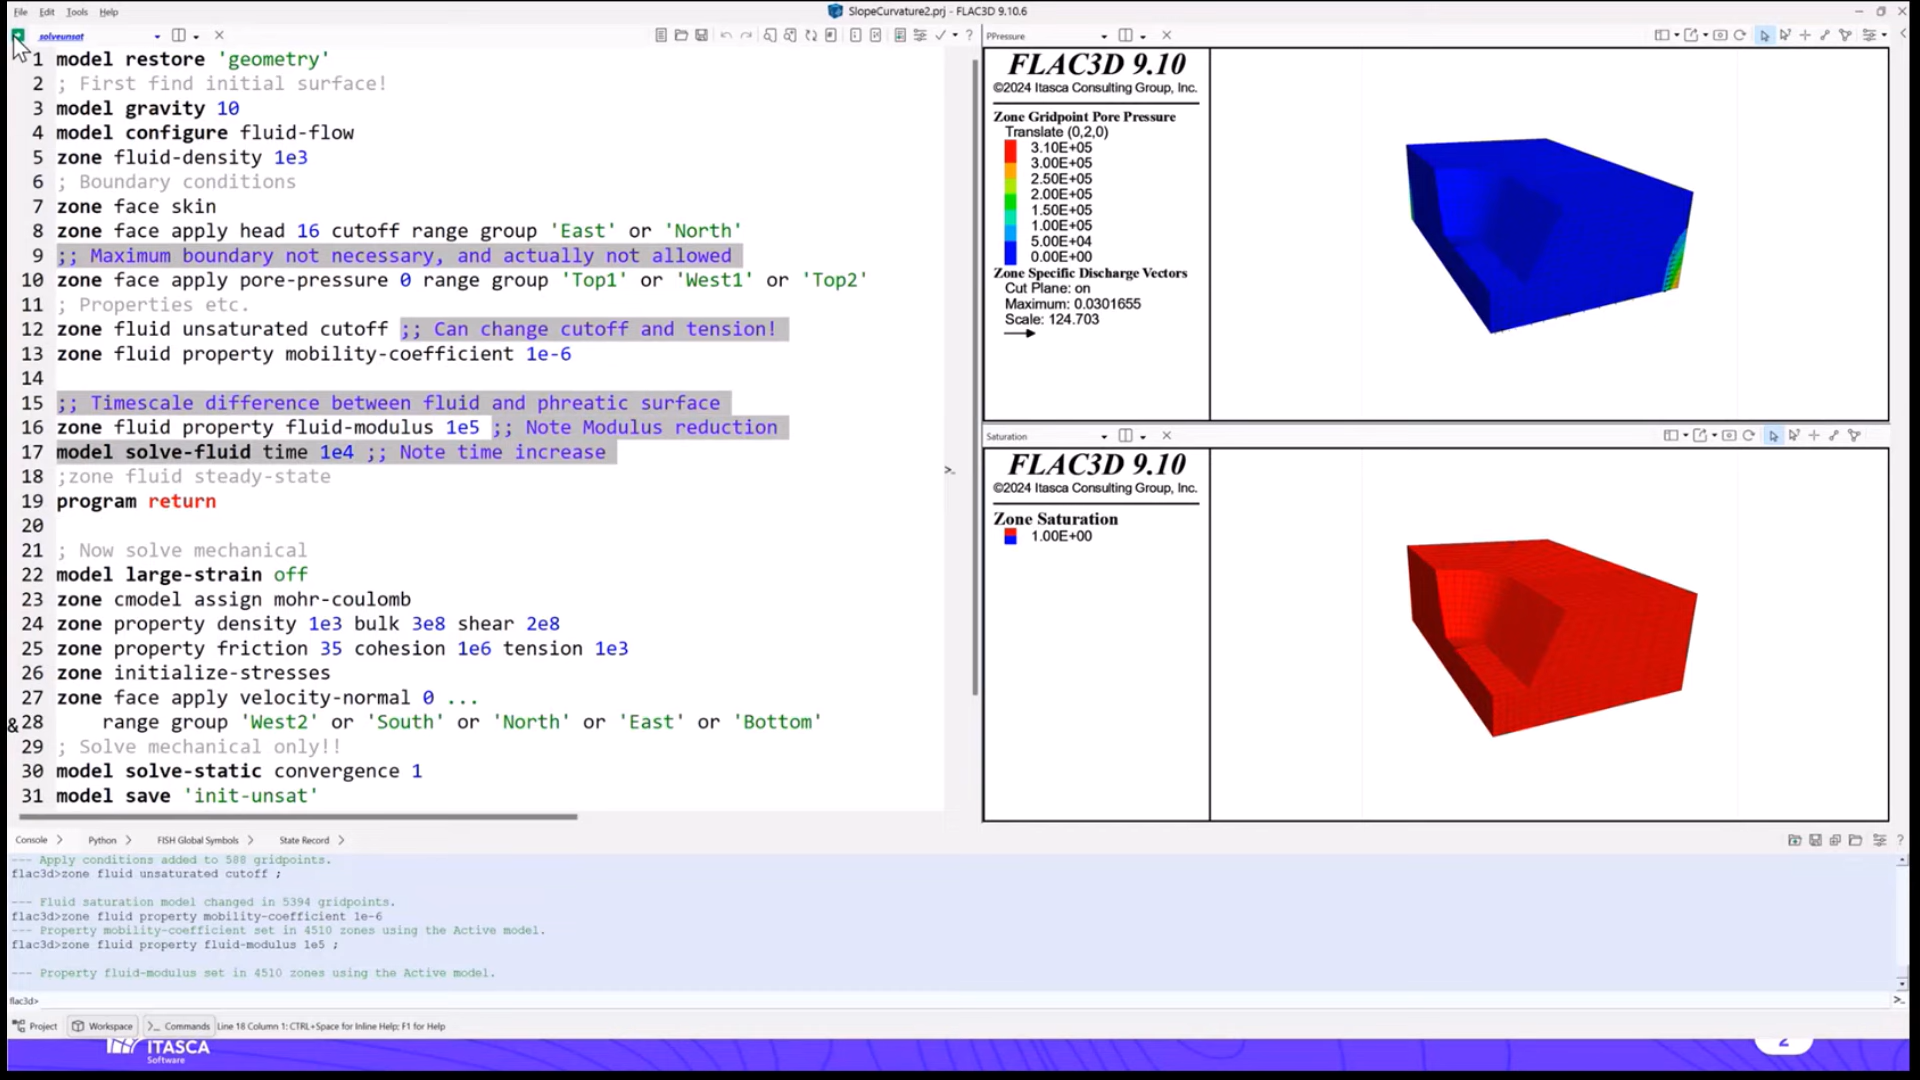 File Edit Tools Help
SlopeCurvature2.prj - FLAC3D 9.10.6
solveunsat
1 model restore 'geometry'
2 ; First find initial surface!
3 model gravity 10
4 model configure fluid-flow
5 zone fluid-density 1e3
6 ; Boundary conditions
7 zone face skin
8 zone face apply head 16 cutoff range group 'East' or 'North'
9 ;; Maximum boundary not necessary, and actually not allowed
10 zone face apply pore-pressure 0 range group 'Top1' or 'West1' or 'Top2'
11 ; Properties etc.
12 zone fluid unsaturated cutoff ;; Can change cutoff and tension!
13 zone fluid property mobility-coefficient 1e-6
14
15 ;; Timescale difference between fluid and phreatic surface
16 zone fluid property fluid-modulus 1e5 ;; Note Modulus reduction
17 model solve-fluid time 1e4 ;; Note time increase
18 ;zone fluid steady-state
19 program return
20
21 ; Now solve mechanical
22 model large-strain off
23 zone cmodel assign mohr-coulomb
24 zone property density 1e3 bulk 3e8 shear 2e8
25 zone property friction 35 cohesion 1e6 tension 1e3
26 zone initialize-stresses
27 zone face apply velocity-normal 0 ...
&28 range group 'West2' or 'South' or 'North' or 'East' or 'Bottom'
29 ; Solve mechanical only!!
30 model solve-static convergence 1
31 model save 'init-unsat'
PPressure
FLAC3D 9.10
©2024 Itasca Consulting Group, Inc.
Zone Gridpoint Pore Pressure
Translate (0,2,0)
3.10E+05
3.00E+05
2.50E+05
2.00E+05
1.50E+05
1.00E+05
5.00E+04
0.00E+00
Zone Specific Discharge Vectors
Cut Plane: on
Maximum: 0.0301655
Scale: 124.703
Saturation
FLAC3D 9.10
©2024 Itasca Consulting Group, Inc.
Zone Saturation
1.00E+00
Console Python FISH Global Symbols State Record
--- Apply conditions added to 588 gridpoints.
flac3d>zone fluid unsaturated cutoff ;
--- Fluid saturation model changed in 5394 gridpoints.
flac3d>zone fluid property mobility-coefficient 1e-6
--- Property mobility-coefficient set in 4510 zones using the Active model.
flac3d>zone fluid property fluid-modulus 1e5 ;
--- Property fluid-modulus set in 4510 zones using the Active model.
flac3d>
Project Workspace Commands Line 18 Column 1: CTRL+Space for Inline Help; F1 for Help
ITASCA
Software
2